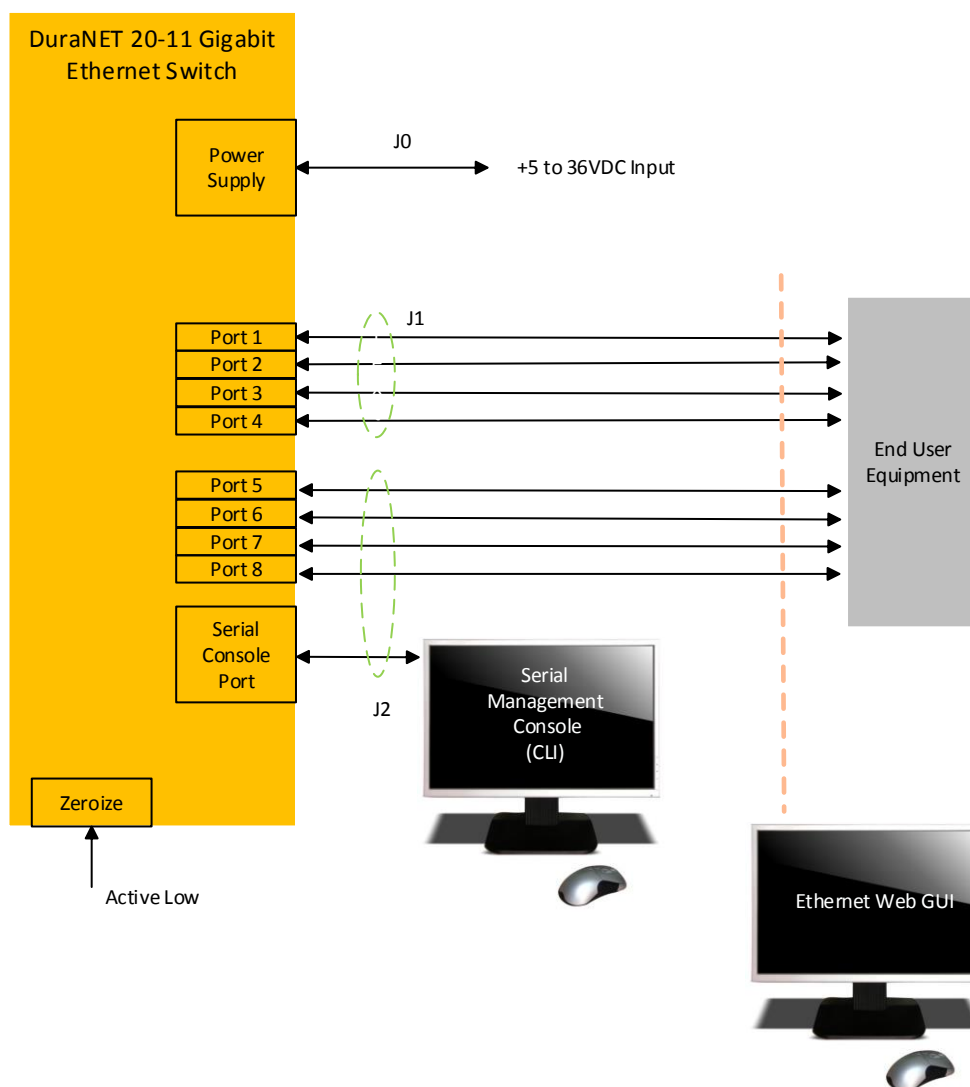 DuraNET 20-11 Gigabit
Ethernet Switch
Power
Supply
J0
+5 to 36VDC Input
J1
Port 1
Port 2
Port 3
Port 4
Port 5
Port 6
Port 7
Port 8
End User
Equipment
Serial
Console
Port
J2
Serial
Management
Console
(CLI)
Zeroize
Active Low
Ethernet Web GUI